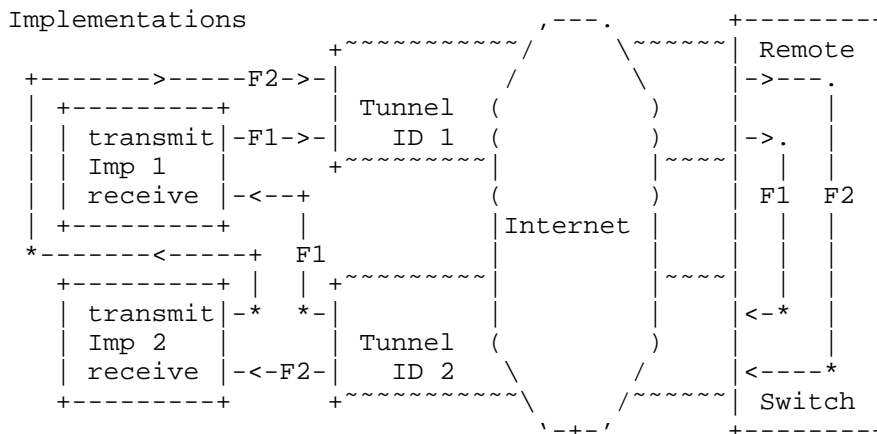 Implementations
Remote
F2
Tunnel
transmit F1 ID 1
Imp 1
receive F1 F2
Internet
F1
transmit
Imp 2 Tunnel
receive F2 ID 2
Switch